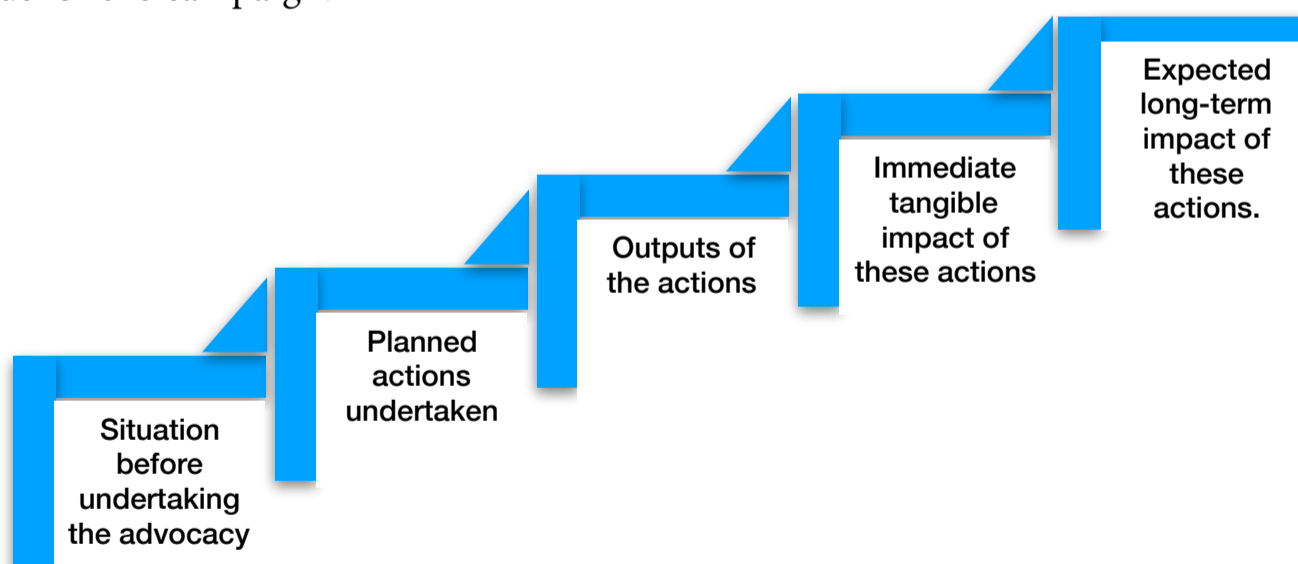 Situation
before
undertaking
the advocacy
Planned
actions
undertaken
Outputs of
the actions
Immediate
tangible
impact of
these actions
Expected
long-term
impact of
these
actions.